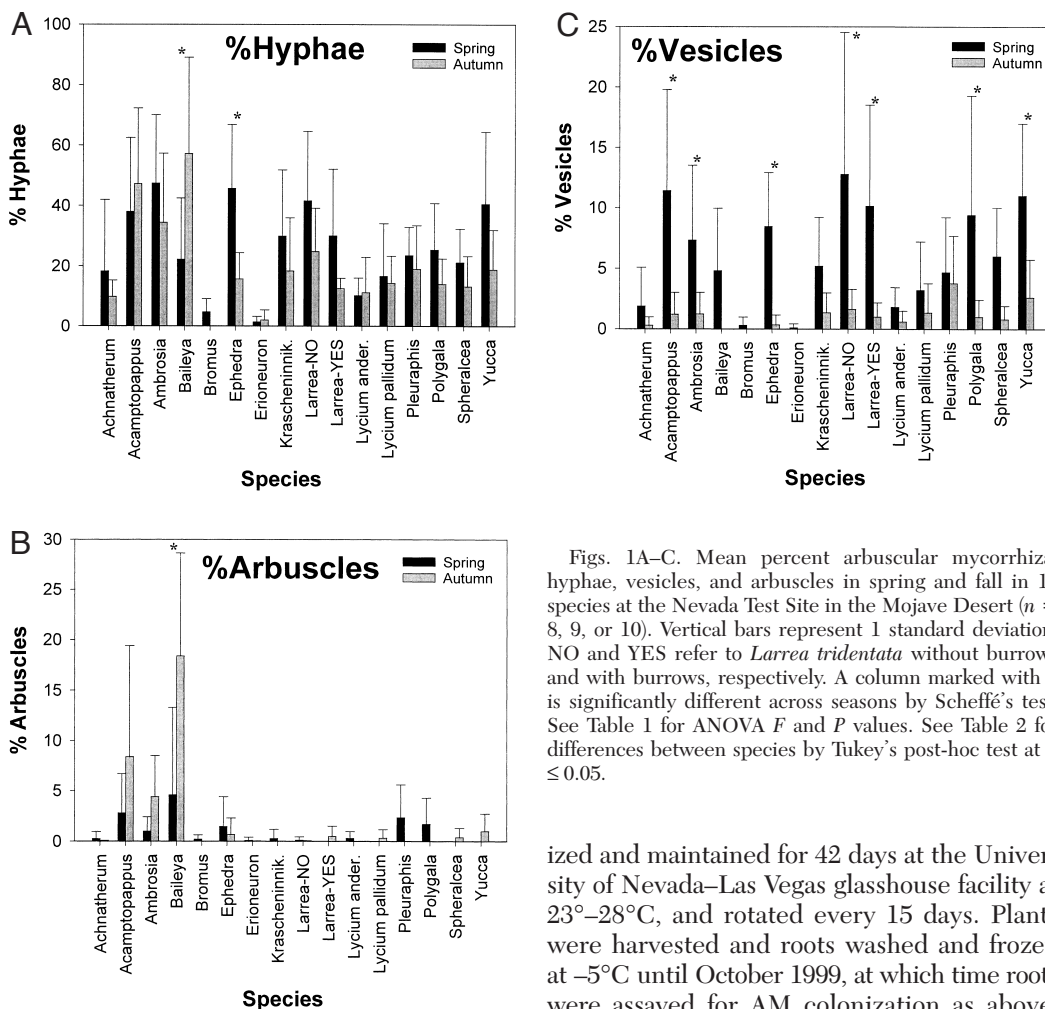 A
%Hyphae
Spring
Autumn
100
80
60
40
20
0
% Hyphae
*
*
Achnatherum
Acamptopappus
Ambrosia
Baileya
Bromus
Ephedra
Erioneuron
Krascheninnik.
Larrea-NO
Larrea-YES
Lycium ander.
Lycium pallidum
Pleuraphis
Polygala
Spheralcea
Yucca
Species
C
%Vesicles
Spring
Autumn
25
20
15
10
5
0
% Vesicles
*
*
*
*
*
*
*
Achnatherum
Acamptopappus
Ambrosia
Baileya
Bromus
Ephedra
Erioneuron
Krascheninnik.
Larrea-NO
Larrea-YES
Lycium ander.
Lycium pallidum
Pleuraphis
Polygala
Spheralcea
Yucca
Species
B
%Arbuscles
Spring
Autumn
30
25
20
15
10
5
0
% Arbuscles
*
Achnatherum
Acamptopappus
Ambrosia
Baileya
Bromus
Ephedra
Erioneuron
Krascheninnik.
Larrea-NO
Larrea-YES
Lycium ander.
Lycium pallidum
Pleuraphis
Polygala
Spheralcea
Yucca
Species
Figs. 1A–C. Mean percent arbuscular mycorrhiza
hyphae, vesicles, and arbuscles in spring and fall in 1
species at the Nevada Test Site in the Mojave Desert (n =
8, 9, or 10). Vertical bars represent 1 standard deviation
NO and YES refer to Larrea tridentata without burrow
and with burrows, respectively. A column marked with
is significantly different across seasons by Scheffé's test
See Table 1 for ANOVA F and P values. See Table 2 fo
differences between species by Tukey's post-hoc test at
≤ 0.05.
ized and maintained for 42 days at the Univer
sity of Nevada–Las Vegas glasshouse facility a
23°–28°C, and rotated every 15 days. Plant
were harvested and roots washed and froze
at –5°C until October 1999, at which time root
were assayed for AM colonization as above